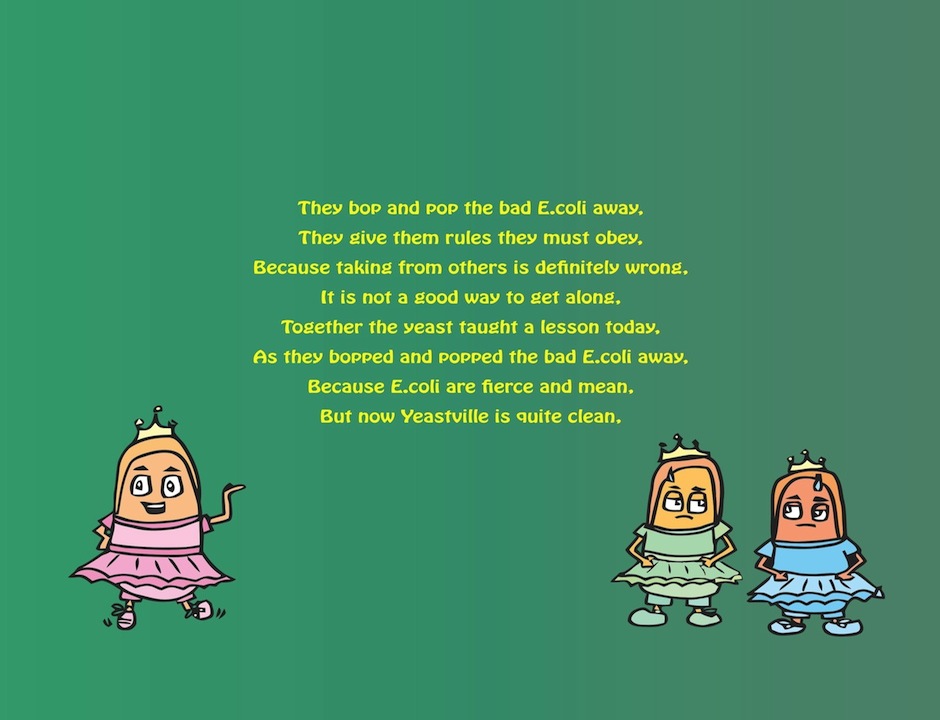 They bop and pop the bad E.coli away,
They give them rules they must obey,
Because taking from others is definitely wrong,
It is not a good way to get along,
Together the yeast taught a lesson today,
As they bopped and popped the bad E.coli away,
Because E.coli are fierce and mean,
But now Yeastville is quite clean,